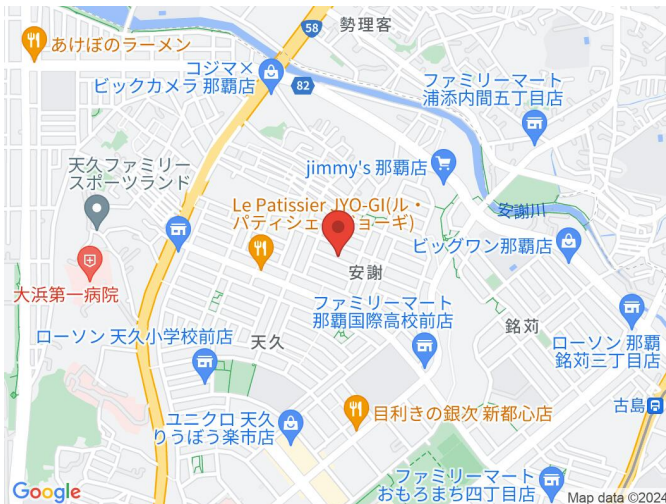 勢理客
58
あけぼのラーメン
コジマ×
ビックカメラ 那覇店
82
ファミリーマート
浦添内間五丁目店
天久ファミリー
スポーツランド
jimmy's 那覇店
Le Patissier JYO-GI(ル・
パティシエ ジョーギ)
安謝川
ビッグワン那覇店
大浜第一病院
安謝
ファミリーマート
那覇国際高校前店
銘苅
ローソン 天久小学校前店
天久
ローソン 那覇
銘苅三丁目店
古島
目利きの銀次 新都心店
ユニクロ 天久
りうぼう楽市店
ファミリーマート
おもろまち四丁目店
Google
Map data ©2024